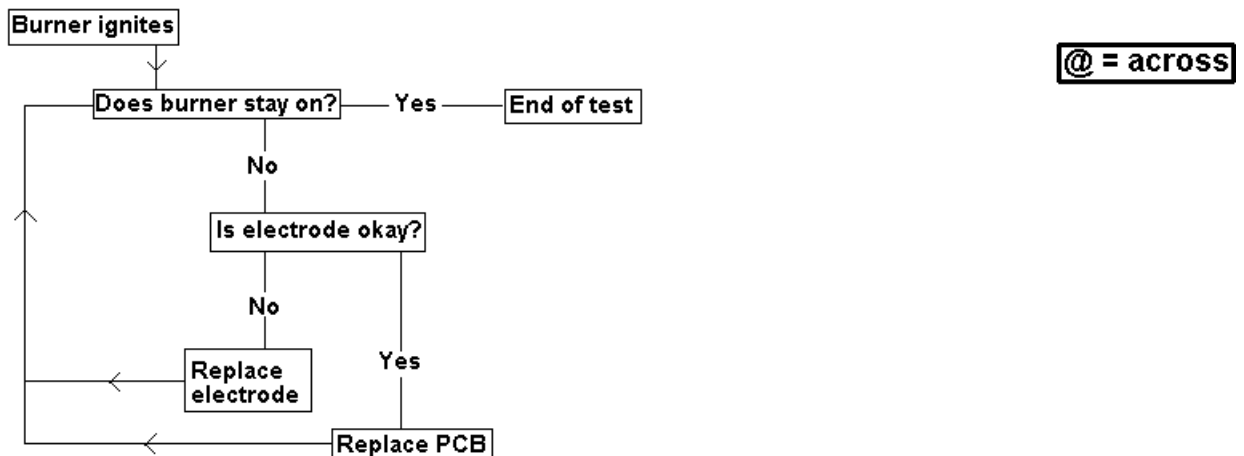 Burner ignites
@ = across
Does burner stay on?
Yes
End of test
No
Is electrode okay?
No
Yes
Replace
electrode
Replace PCB